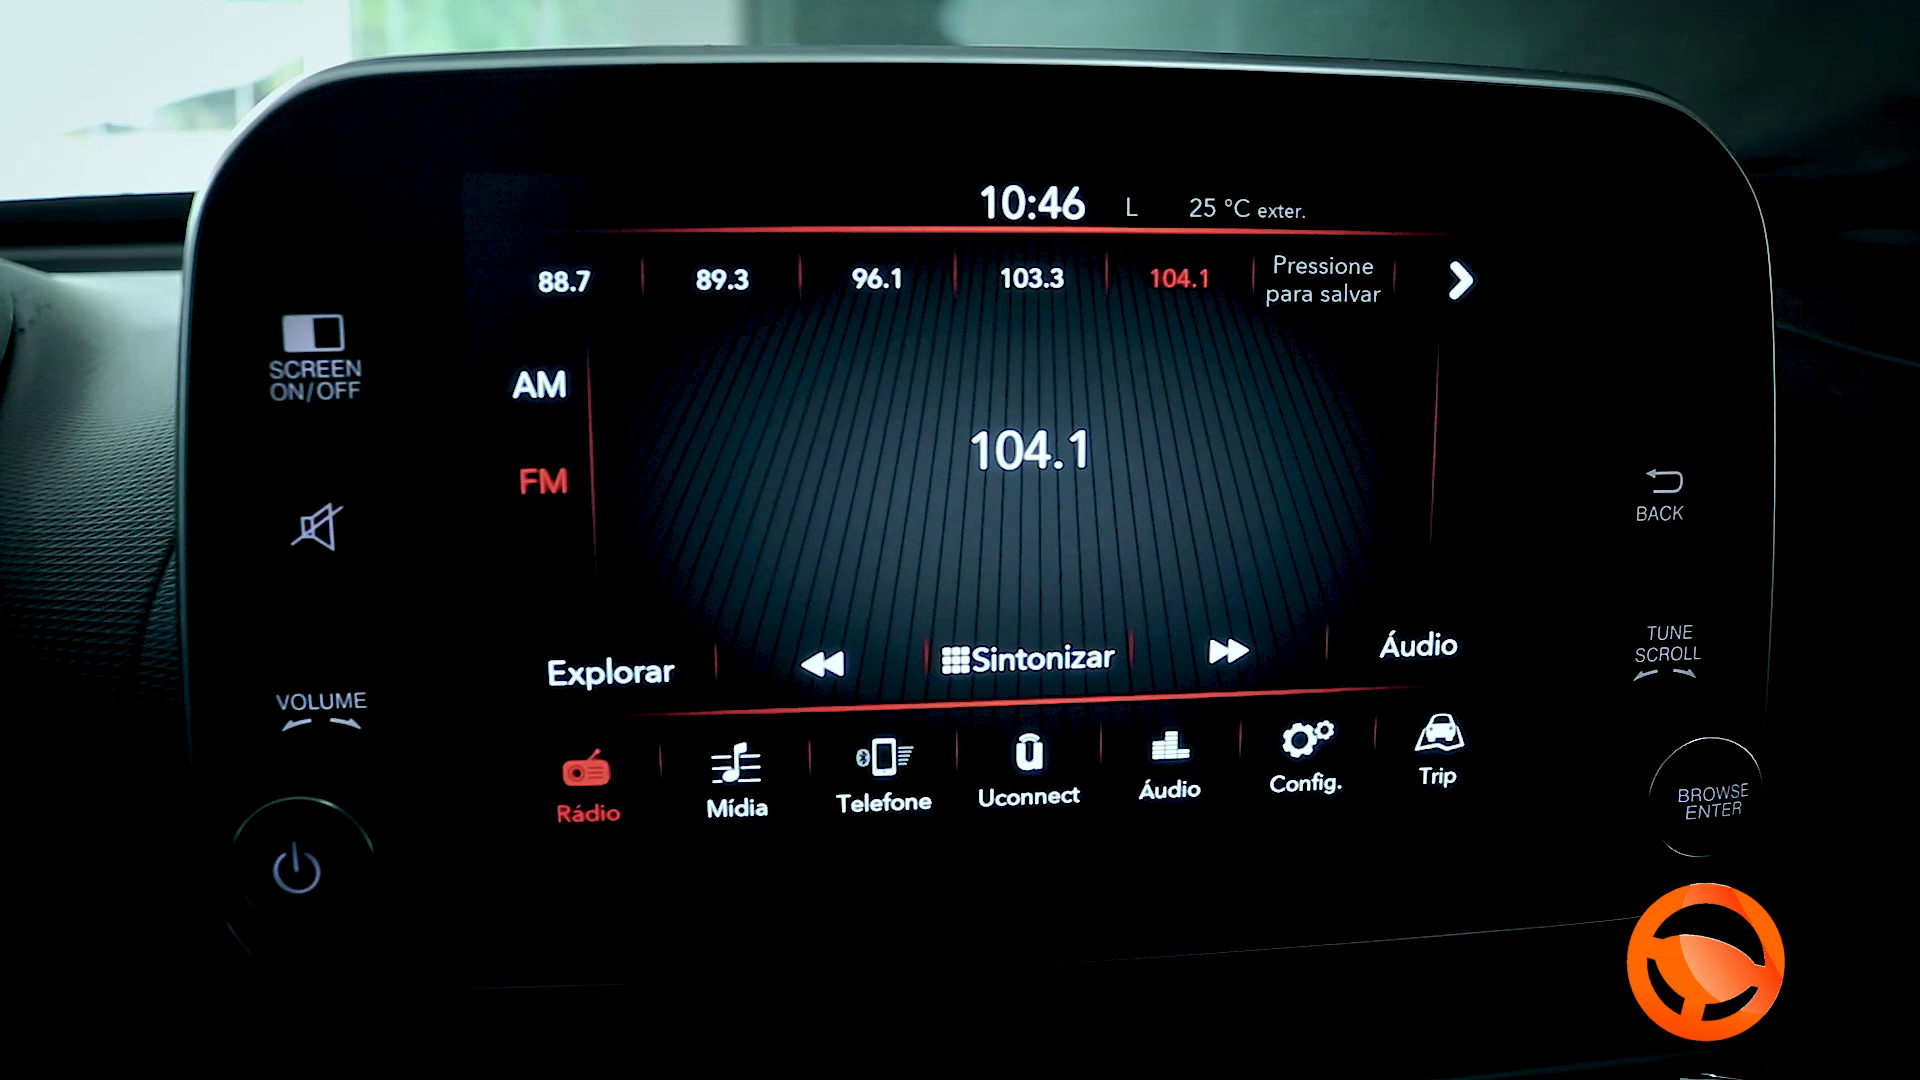 10:46 L 25 °C exter.
88.7 89.3 96.1 103.3 104.1 Pressione
para salvar
SCREEN
ON/OFF
AM
104.1
FM
BACK
TUNE
SCROLL
Explorar Sintonizar Áudio
VOLUME
Rádio Mídia Telefone Uconnect Áudio Config. Trip
BROWSE
ENTER